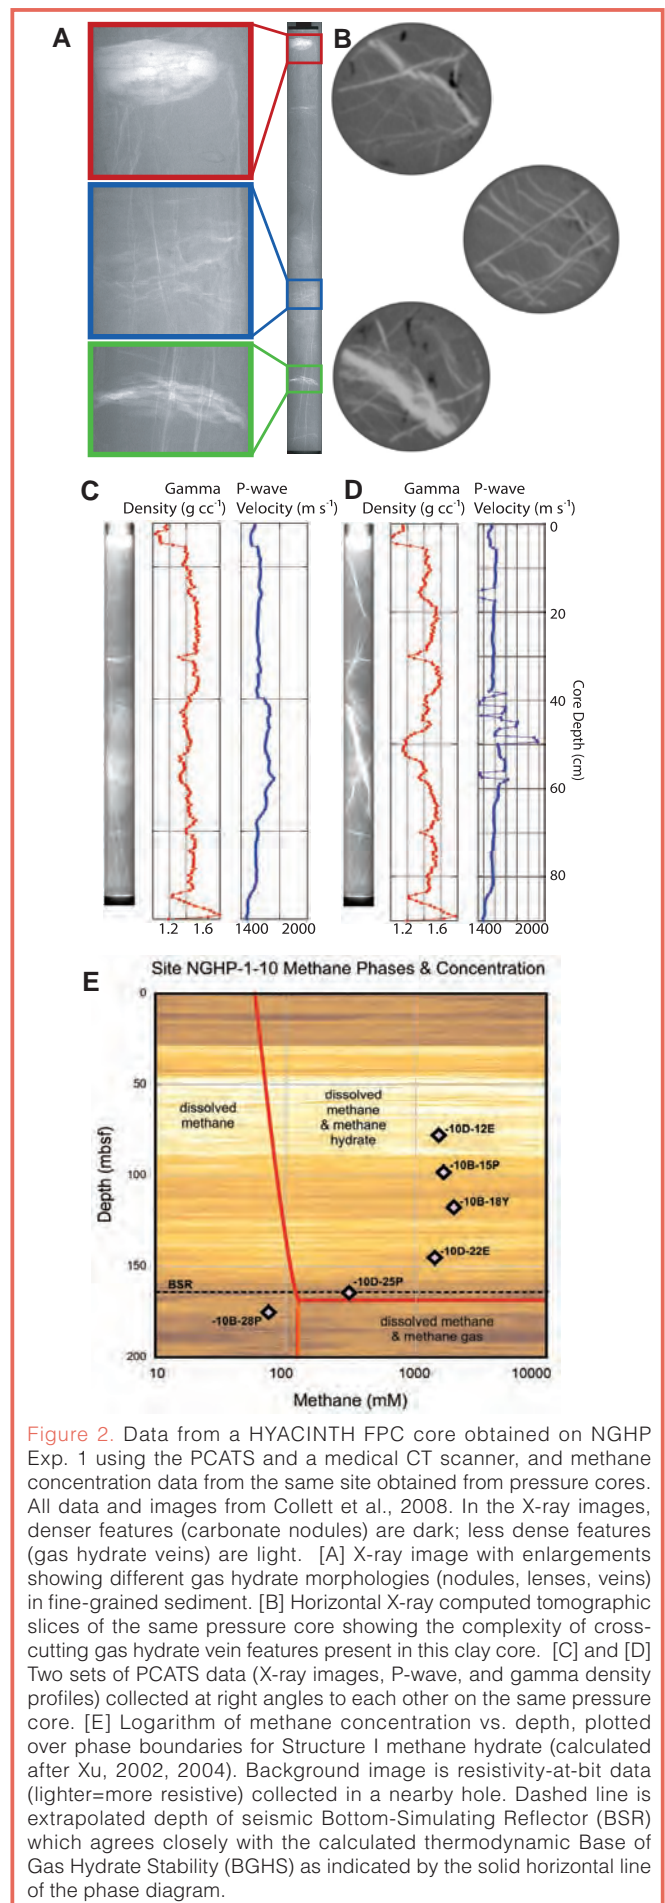 A
B
C
Gamma
Density (g cc-1)
P-wave
Velocity (m s-1)
D
Gamma
Density (g cc-1)
P-wave
Velocity (m s-1)
0
20
40
60
80
Core Depth (cm)
1.2 1.6
1400 2000
1.2 1.6
1400 2000
E
Site NGHP-1-10 Methane Phases & Concentration
0
50
100
150
200
Depth (mbsf)
dissolved
methane
dissolved
methane
& methane
hydrate
-10D-12E
-10B-15P
-10B-18Y
-10D-22E
-10D-25P
BSR
-10B-28P
dissolved methane
& methane gas
10 100 1000 10000
Methane (mM)
Figure 2. Data from a HYACINTH FPC core obtained on NGHP
Exp. 1 using the PCATS and a medical CT scanner, and methane
concentration data from the same site obtained from pressure cores.
All data and images from Collett et al., 2008. In the X-ray images,
denser features (carbonate nodules) are dark; less dense features
(gas hydrate veins) are light. [A] X-ray image with enlargements
showing different gas hydrate morphologies (nodules, lenses, veins)
in fine-grained sediment. [B] Horizontal X-ray computed tomographic
slices of the same pressure core showing the complexity of cross-
cutting gas hydrate vein features present in this clay core. [C] and [D]
Two sets of PCATS data (X-ray images, P-wave, and gamma density
profiles) collected at right angles to each other on the same pressure
core. [E] Logarithm of methane concentration vs. depth, plotted
over phase boundaries for Structure I methane hydrate (calculated
after Xu, 2002, 2004). Background image is resistivity-at-bit data
(lighter=more resistive) collected in a nearby hole. Dashed line is
extrapolated depth of seismic Bottom-Simulating Reflector (BSR)
which agrees closely with the calculated thermodynamic Base of
Gas Hydrate Stability (BGHS) as indicated by the solid horizontal line
of the phase diagram.